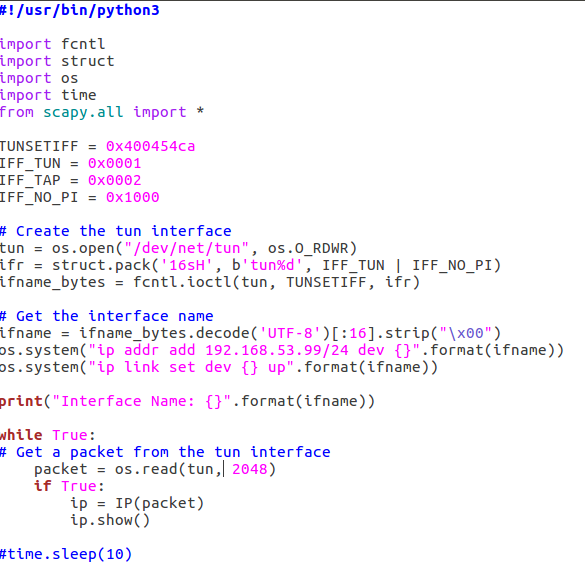 #!/usr/bin/python3
import fcntl
import struct
import os
import time
from scapy.all import *
TUNSETIFF = 0x400454ca
IFF_TUN = 0x0001
IFF_TAP = 0x0002
IFF_NO_PI = 0x1000
# Create the tun interface
tun = os.open("/dev/net/tun", os.O_RDWR)
ifr = struct.pack('16sH', b'tun%d', IFF_TUN | IFF_NO_PI)
ifname_bytes = fcntl.ioctl(tun, TUNSETIFF, ifr)
# Get the interface name
ifname = ifname_bytes.decode('UTF-8')[:16].strip("\x00")
os.system("ip addr add 192.168.53.99/24 dev {}".format(ifname))
os.system("ip link set dev {} up".format(ifname))
print("Interface Name: {}".format(ifname))
while True:
# Get a packet from the tun interface
    packet = os.read(tun, 2048)
    if True:
        ip = IP(packet)
        ip.show()
#time.sleep(10)